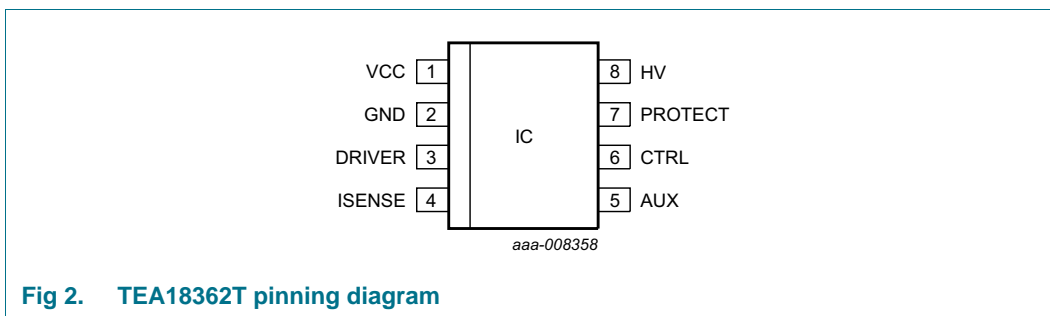 VCC 1 8 HV
GND 2 7 PROTECT
IC
DRIVER 3 6 CTRL
ISENSE 4 5 AUX
aaa-008358
Fig 2. TEA18362T pinning diagram